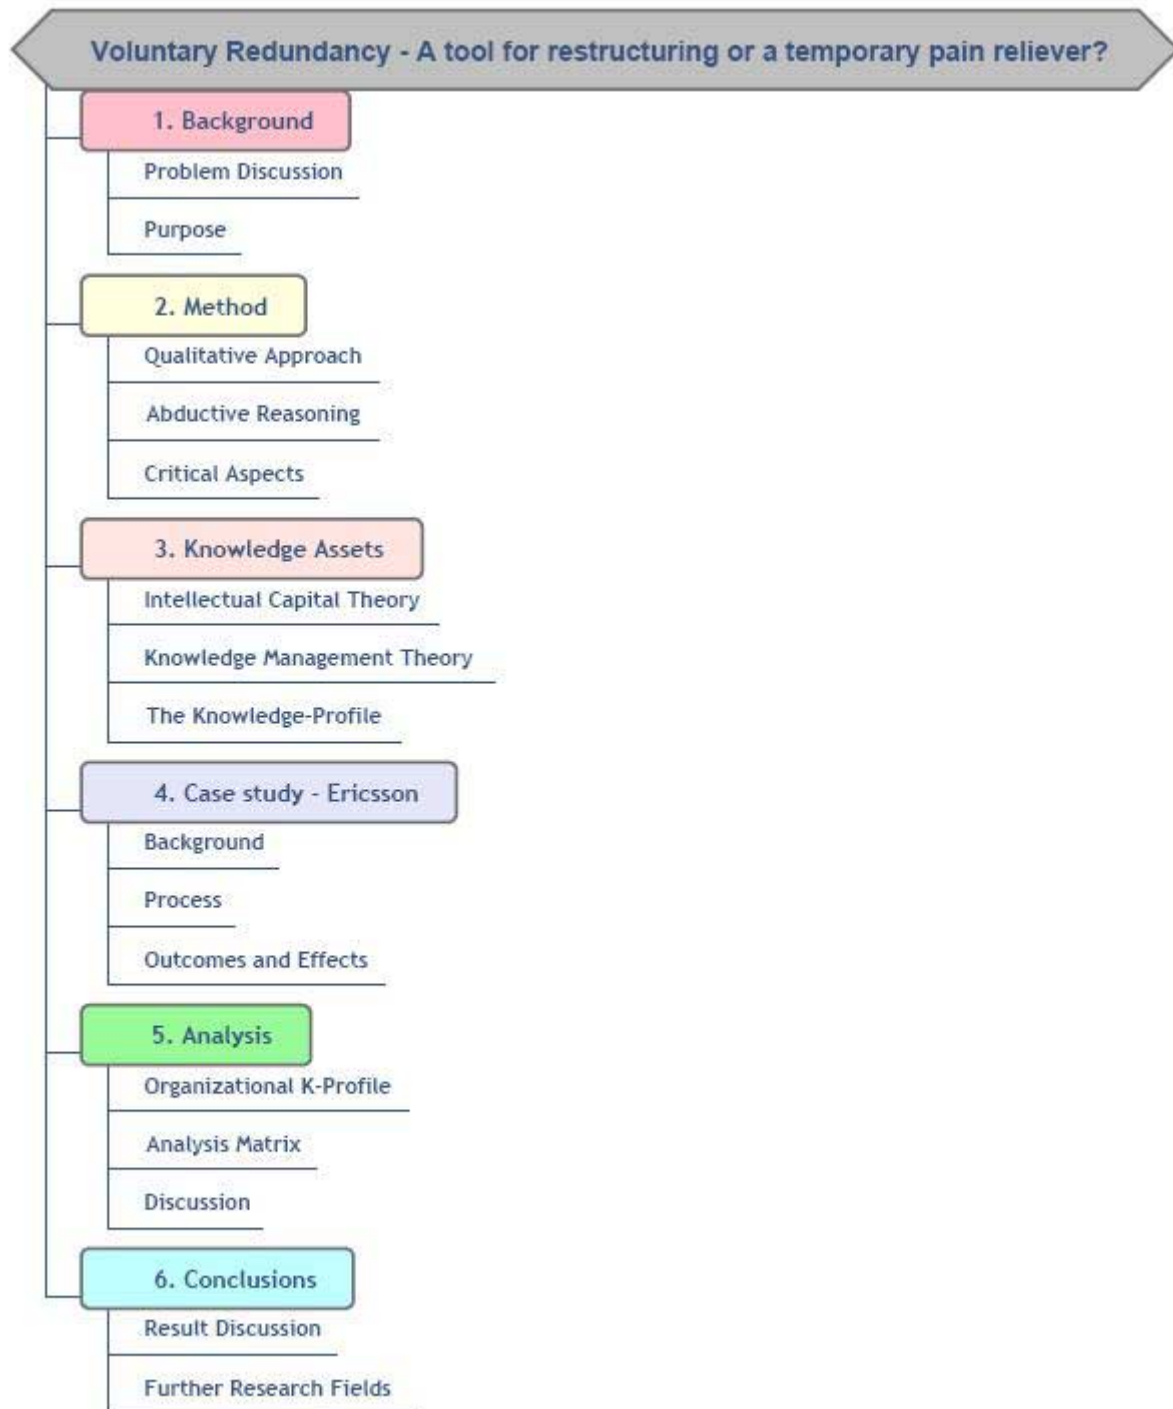 Voluntary Redundancy - A tool for restructuring or a temporary pain reliever?
1. Background
Problem Discussion
Purpose
2. Method
Qualitative Approach
Abductive Reasoning
Critical Aspects
3. Knowledge Assets
Intellectual Capital Theory
Knowledge Management Theory
The Knowledge-Profile
4. Case study - Ericsson
Background
Process
Outcomes and Effects
5. Analysis
Organizational K-Profile
Analysis Matrix
Discussion
6. Conclusions
Result Discussion
Further Research Fields